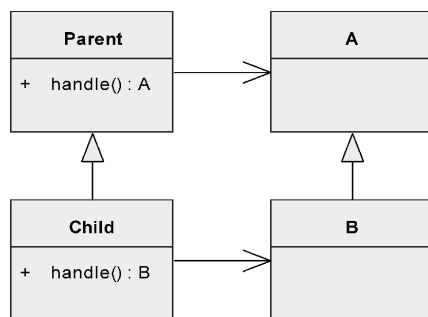 Parent
+ handle() : A
A
Child
+ handle() : B
B